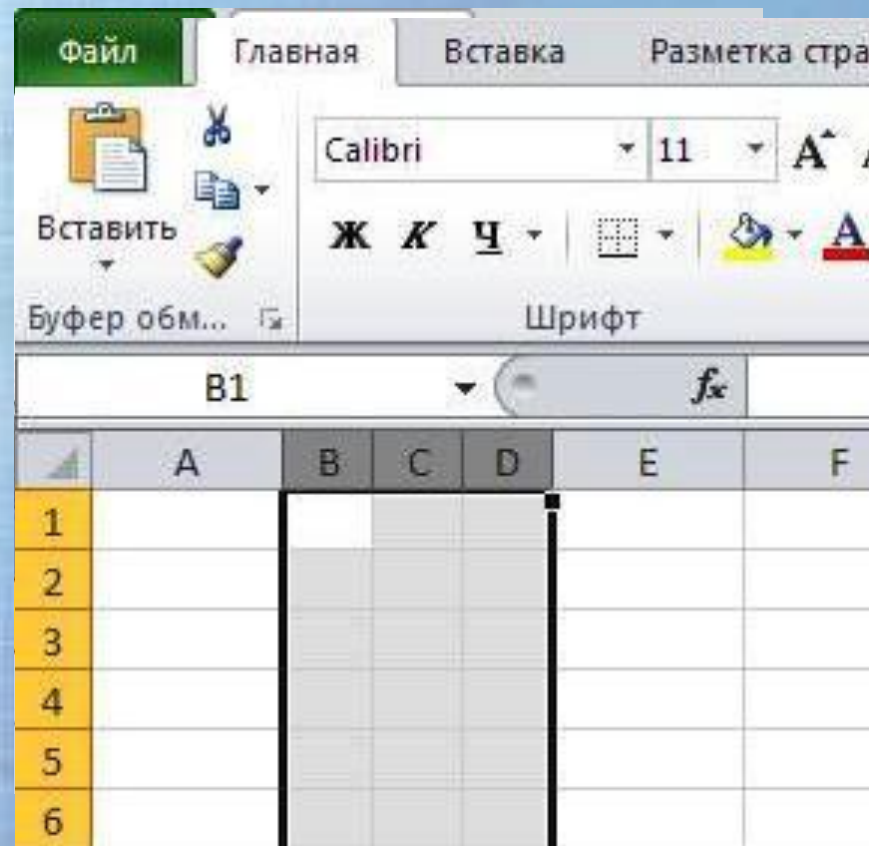 Файл Главная Вставка Разметка стра
Calibri 11 A
Вставить Ж К Ч A
Буфер обм... Шрифт
B1 fx
A B C D E F
1
2
3
4
5
6